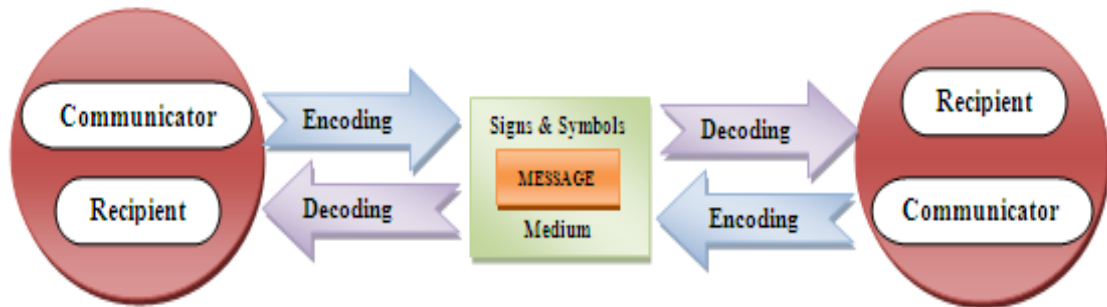 Communicator
Recipient
Encoding
Decoding
Signs & Symbols
MESSAGE
Medium
Decoding
Encoding
Recipient
Communicator